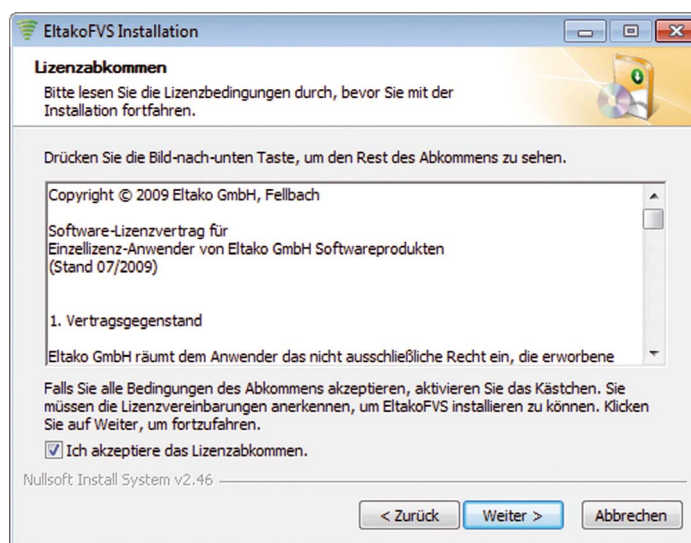 EltakoFVS Installation
Lizenzabkommen
Bitte lesen Sie die Lizenzbedingungen durch, bevor Sie mit der
Installation fortfahren.
Drücken Sie die Bild-nach-unten Taste, um den Rest des Abkommens zu sehen.
Copyright © 2009 Eltako GmbH, Fellbach
Software-Lizenzvertrag für
Einzellizenz-Anwender von Eltako GmbH Softwareprodukten
(Stand 07/2009)
1. Vertragsgegenstand
Eltako GmbH räumt dem Anwender das nicht ausschließliche Recht ein, die erworbene
Falls Sie alle Bedingungen des Abkommens akzeptieren, aktivieren Sie das Kästchen. Sie
müssen die Lizenzvereinbarungen anerkennen, um EltakoFVS installieren zu können. Klicken
Sie auf Weiter, um fortzufahren.
Ich akzeptiere das Lizenzabkommen.
Nullsoft Install System v2.46
< Zurück Weiter > Abbrechen